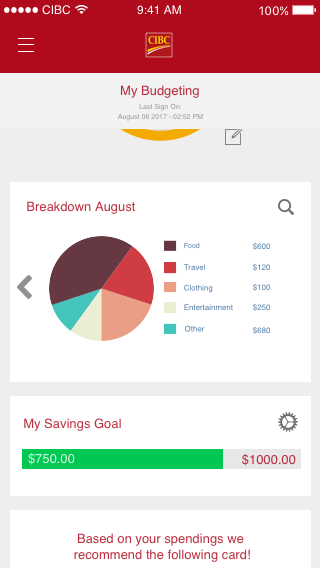 CIBC 9:41 AM 100%
CIBC
My Budgeting
Last Sign On:
August 06 2017 - 02:52 PM
Breakdown August
Food $600
Travel $120
Clothing $100
Entertainment $250
Other $680
My Savings Goal
$750.00 $1000.00
Based on your spendings we
recommend the following card!